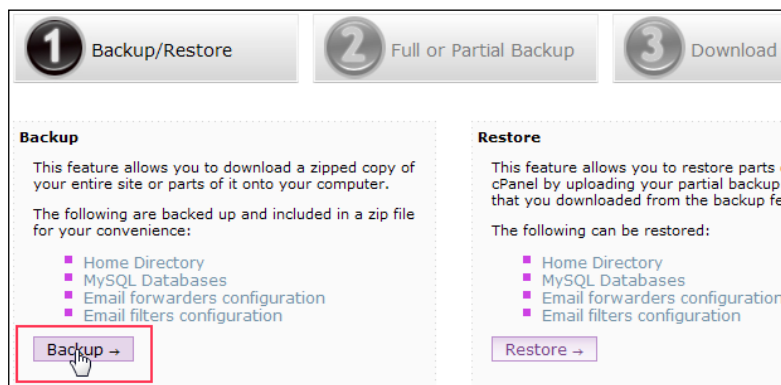 1 Backup/Restore
2 Full or Partial Backup
3 Download
Backup
This feature allows you to download a zipped copy of
your entire site or parts of it onto your computer.
The following are backed up and included in a zip file
for your convenience:
Home Directory
MySQL Databases
Email forwarders configuration
Email filters configuration
Backup →
Restore
This feature allows you to restore parts
cPanel by uploading your partial backup
that you downloaded from the backup
The following can be restored:
Home Directory
MySQL Databases
Email forwarders configuration
Email filters configuration
Restore →